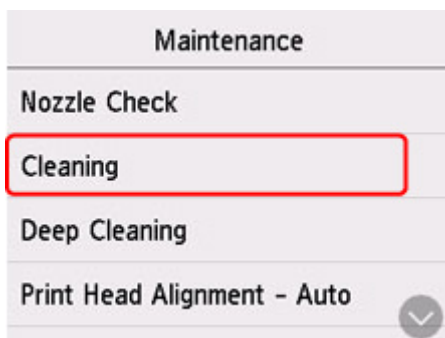 Maintenance
Nozzle Check
Cleaning
Deep Cleaning
Print Head Alignment - Auto